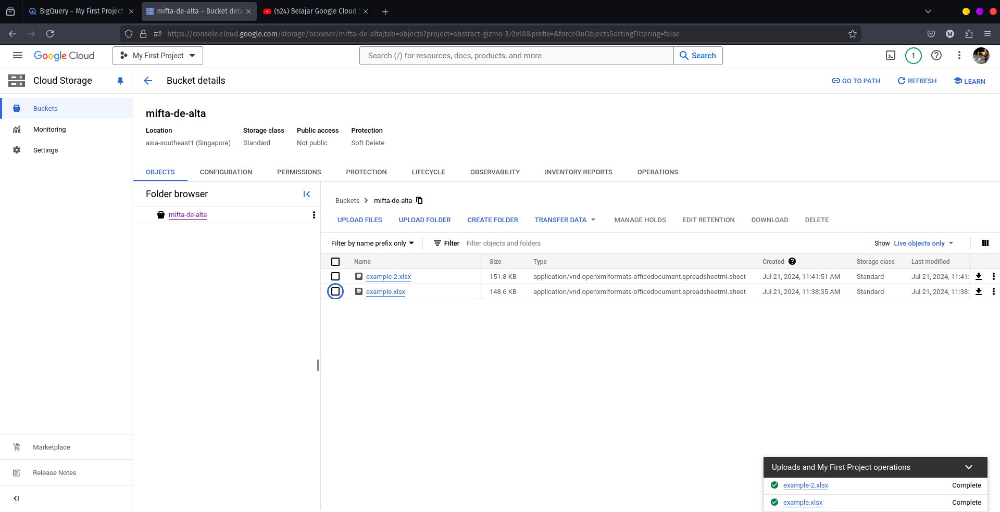 BigQuery – My First Project
mifta-de-alta – Bucket deta
(524) Belajar Google Cloud S
https://console.cloud.google.com/storage/browser/mifta-de-alta;tab=objects?project=abstract-gizmo-372918&prefix=&forceOnObjectsSortingFiltering=false
M
Google Cloud
My First Project
Search (/) for resources, docs, products, and more
Search
1
Cloud Storage
Bucket details
GO TO PATH
REFRESH
LEARN
Buckets
Monitoring
Settings
mifta-de-alta
Location Storage class Public access Protection
asia-southeast1 (Singapore) Standard Not public Soft Delete
OBJECTS CONFIGURATION PERMISSIONS PROTECTION LIFECYCLE OBSERVABILITY INVENTORY REPORTS OPERATIONS
Folder browser
mifta-de-alta
Buckets mifta-de-alta
UPLOAD FILES UPLOAD FOLDER CREATE FOLDER TRANSFER DATA MANAGE HOLDS EDIT RETENTION DOWNLOAD DELETE
Filter by name prefix only Filter Filter objects and folders Show Live objects only
Name Size Type Created Storage class Last modified
example-2.xlsx 151.8 KB application/vnd.openxmlformats-officedocument.spreadsheetml.sheet Jul 21, 2024, 11:41:51 AM Standard Jul 21, 2024, 11:41:
example.xlsx 148.6 KB application/vnd.openxmlformats-officedocument.spreadsheetml.sheet Jul 21, 2024, 11:38:35 AM Standard Jul 21, 2024, 11:38:
Marketplace
Release Notes
Uploads and My First Project operations
example-2.xlsx Complete
example.xlsx Complete